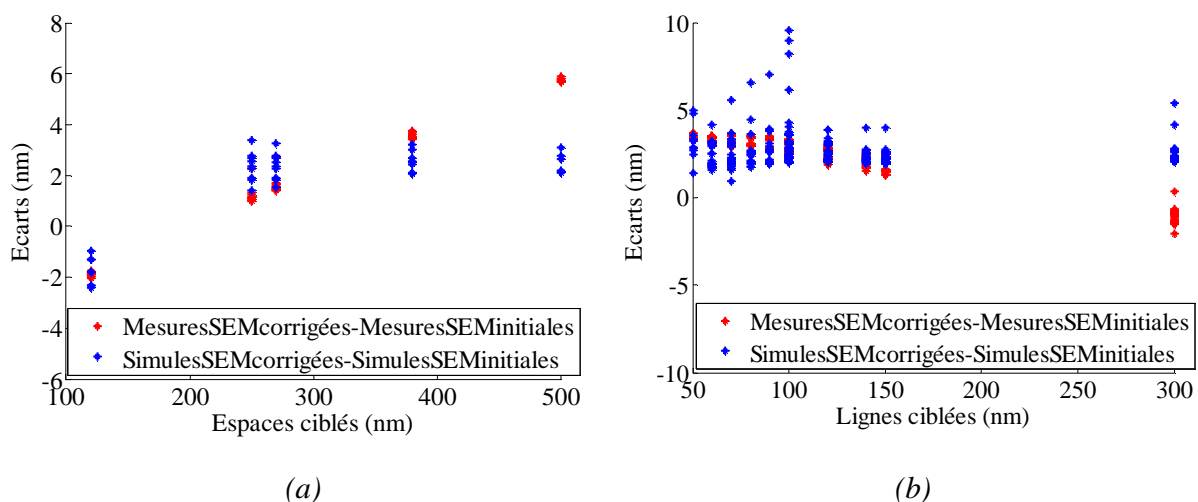 8
6
4
2
0
-2
-4
-6
100
200
300
400
500
Ecarts (nm)
Espaces ciblés (nm)
MesuresSEMcorrigées-MesuresSEMinitiales
SimulesSEMcorrigées-SimulesSEMinitiales
(a)
10
5
0
-5
-10
50
100
150
200
250
300
Ecarts (nm)
Lignes ciblées (nm)
MesuresSEMcorrigées-MesuresSEMinitiales
SimulesSEMcorrigées-SimulesSEMinitiales
(b)